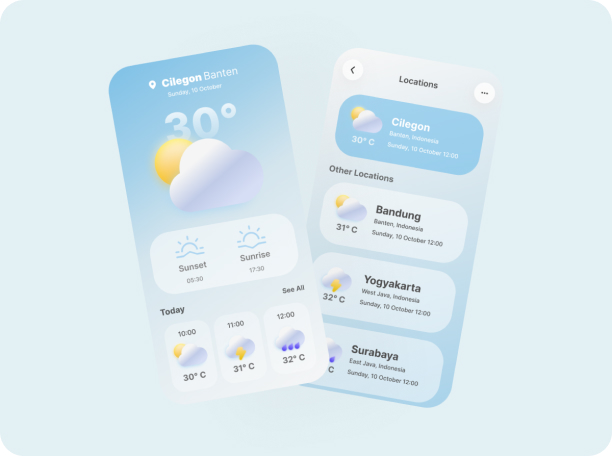 Cilegon Banten
Sunday, 10 October
30°
Sunset
05:30
Sunrise
17:30
Today
See All
10:00
30° C
11:00
31° C
12:00
32° C
Locations
Cilegon
Banten, Indonesia
Sunday, 10 October 12:00
30° C
Other Locations
Bandung
Banten, Indonesia
Sunday, 10 October 12:00
31° C
Yogyakarta
West Java, Indonesia
Sunday, 10 October 12:00
32° C
Surabaya
East Java, Indonesia
Sunday, 10 October 12:00
C